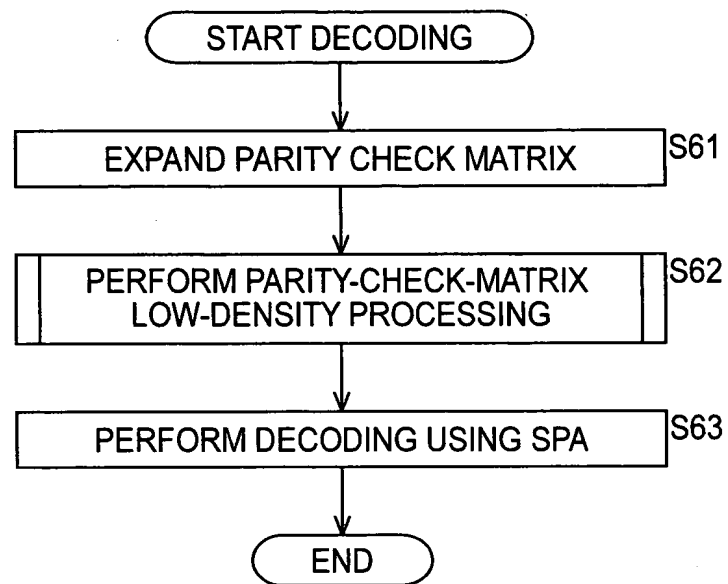 START DECODING
EXPAND PARITY CHECK MATRIX
S61
PERFORM PARITY-CHECK-MATRIX
LOW-DENSITY PROCESSING
S62
PERFORM DECODING USING SPA
S63
END